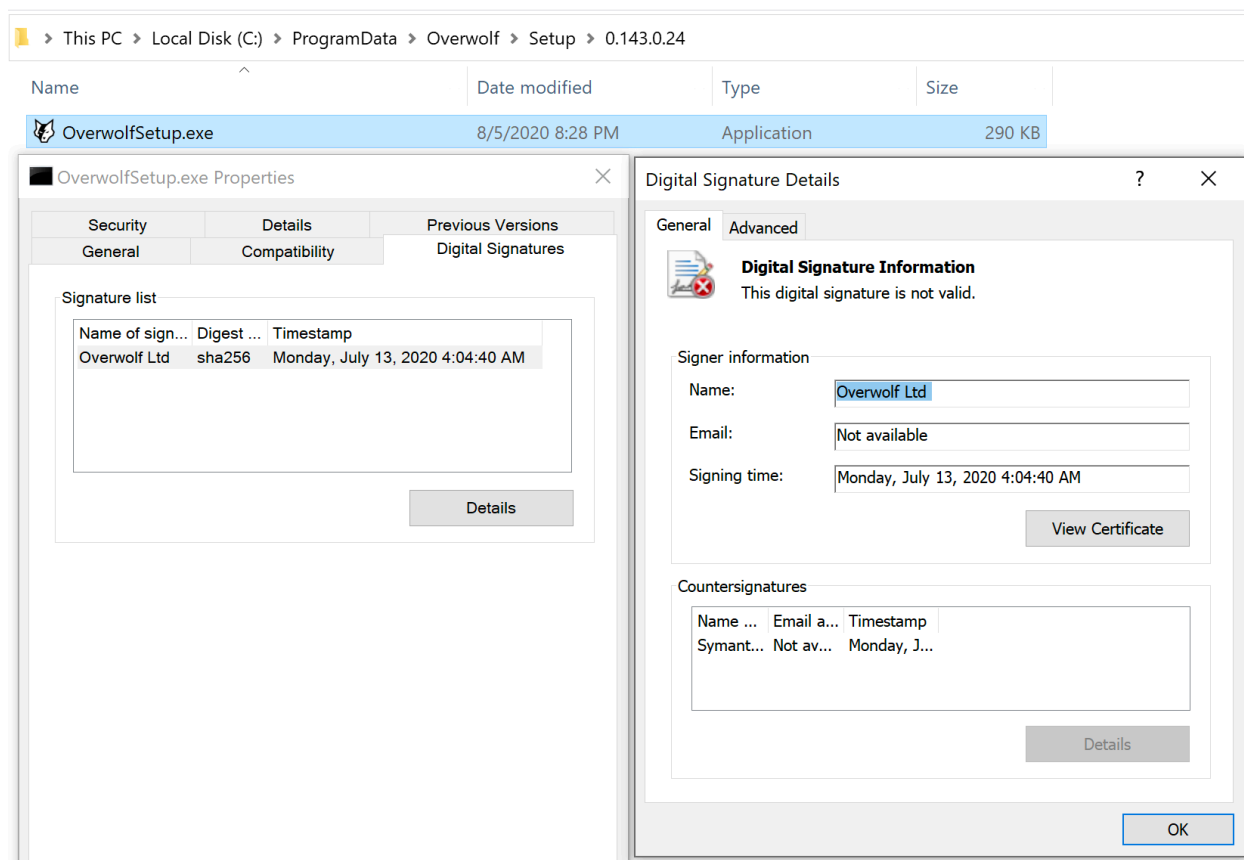 This PC > Local Disk (C:) > ProgramData > Overwolf > Setup > 0.143.0.24
Name Date modified Type Size
OverwolfSetup.exe 8/5/2020 8:28 PM Application 290 KB
OverwolfSetup.exe Properties
Security Details Previous Versions
General Compatibility Digital Signatures
Signature list
Name of sign... Digest ... Timestamp
Overwolf Ltd sha256 Monday, July 13, 2020 4:04:40 AM
Details
Digital Signature Details ?
General Advanced
Digital Signature Information
This digital signature is not valid.
Signer information
Name: Overwolf Ltd
Email: Not available
Signing time: Monday, July 13, 2020 4:04:40 AM
View Certificate
Countersignatures
Name ... Email a... Timestamp
Symant... Not av... Monday, J...
Details
OK